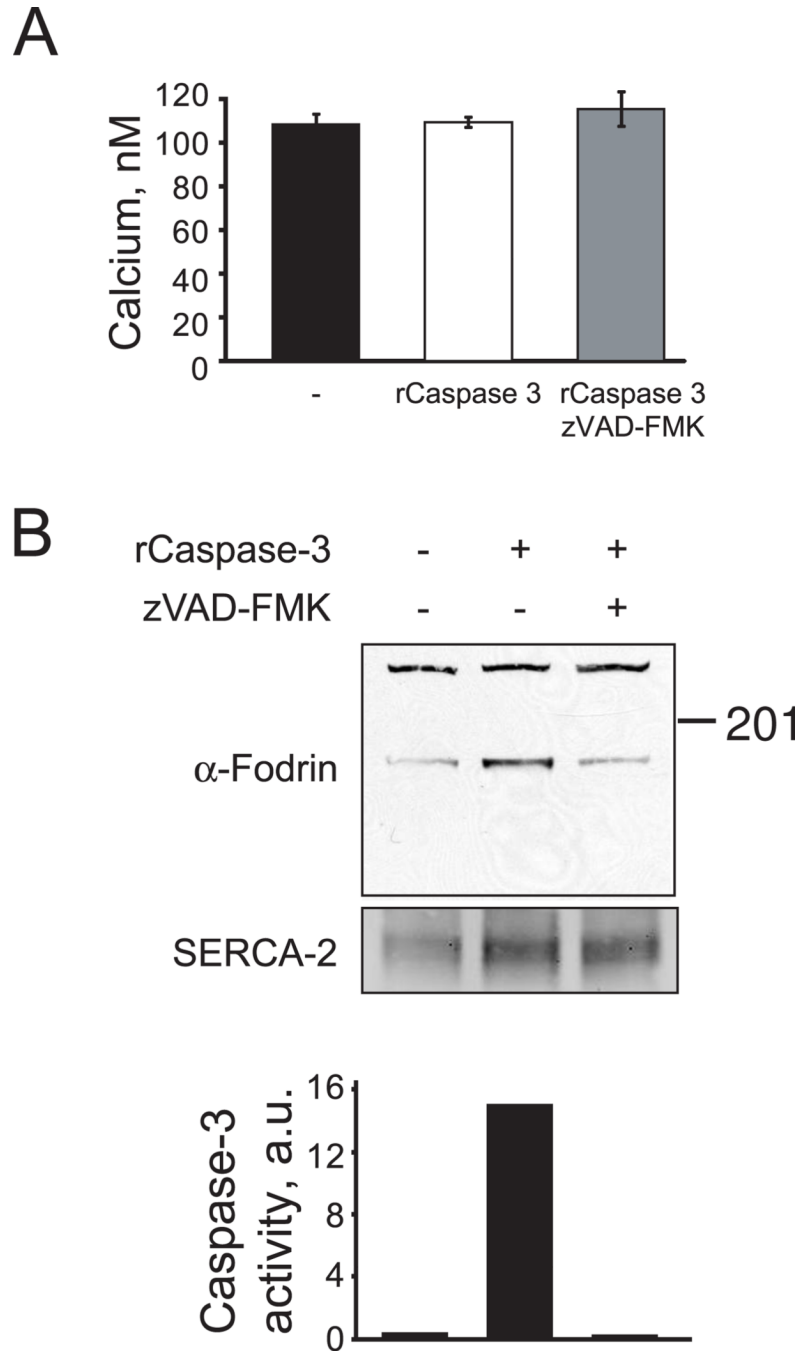 A
Calcium, nM
120
100
80
60
40
20
0
-
rCaspase 3
rCaspase 3
zVAD-FMK
B
rCaspase-3 - + +
zVAD-FMK - - +
201
α-Fodrin
SERCA-2
Caspase-3
activity, a.u.
16
12
8
4
0